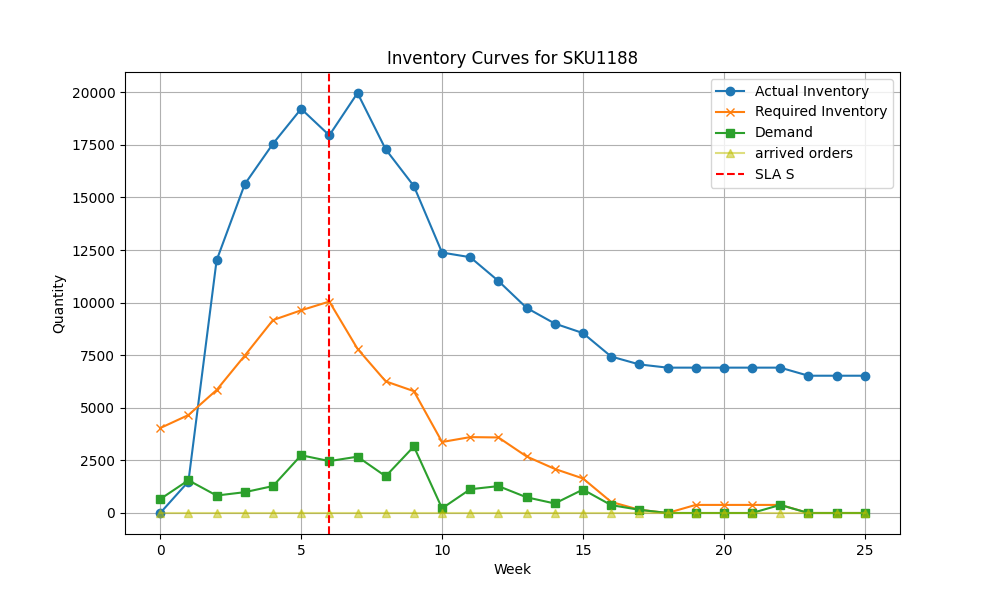 Inventory Curves for SKU1188
Actual Inventory
Required Inventory
Demand
arrived orders
SLA S
Quantity
20000
17500
15000
12500
10000
7500
5000
2500
0
0 5 10 15 20 25
Week